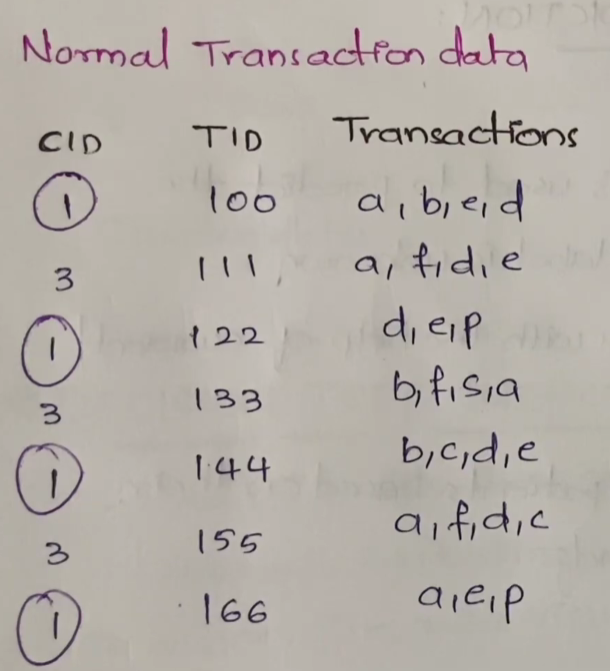 Normal Transaction data
CID TID Transactions
1 100 a, b, e, d
3 111 a, f, d, e
1 122 d, e, p
3 133 b, f, s, a
1 144 b, c, d, e
3 155 a, f, d, c
1 166 a, e, p